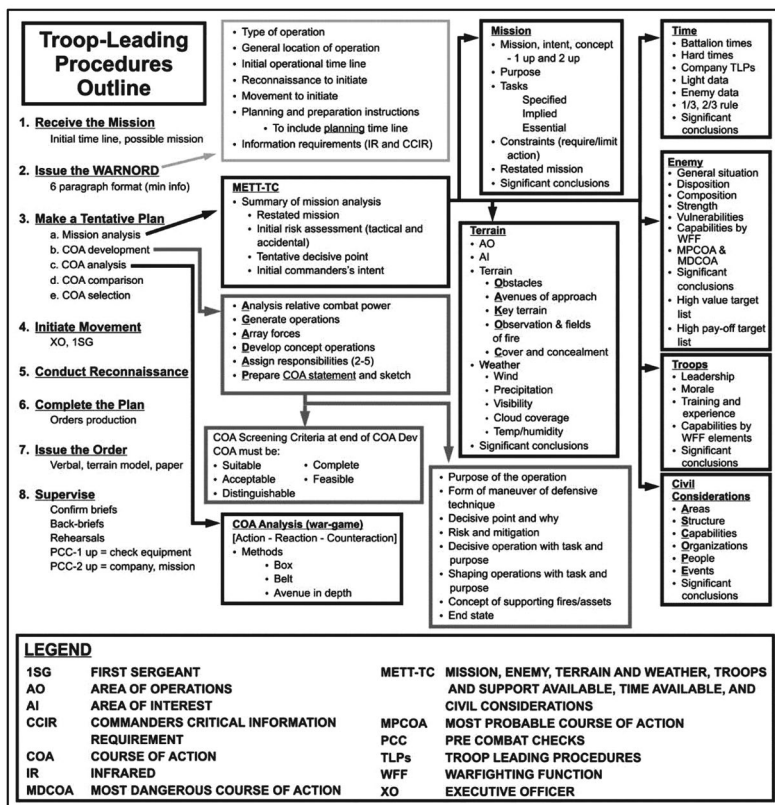 Troop-Leading
Procedures
Outline
1. Receive the Mission
Initial time line, possible mission
2. Issue the WARNORD
6 paragraph format (min info)
3. Make a Tentative Plan
a. Mission analysis
b. COA development
c. COA analysis
d. COA comparison
e. COA selection
4. Initiate Movement
XO, 1SG
5. Conduct Reconnaissance
6. Complete the Plan
Orders production
7. Issue the Order
Verbal, terrain model, paper
8. Supervise
Confirm briefs
Back-briefs
Rehearsals
PCC-1 up = check equipment
PCC-2 up = company, mission
• Type of operation
• General location of operation
• Initial operational time line
• Reconnaissance to initiate
• Movement to initiate
• Planning and preparation instructions
• To include planning time line
• Information requirements (IR and CCIR)
METT-TC
• Summary of mission analysis
• Restated mission
• Initial risk assessment (tactical and
accidental)
• Tentative decisive point
• Initial commanders's intent
• Analysis relative combat power
• Generate operations
• Array forces
• Develop concept operations
• Assign responsibilities (2-5)
• Prepare COA statement and sketch
COA Screening Criteria at end of COA Dev
COA must be:
• Suitable
• Acceptable
• Distinguishable
• Complete
• Feasible
COA Analysis (war-game)
[Action - Reaction - Counteraction]
• Methods
• Box
• Belt
• Avenue in depth
Mission
• Mission, intent, concept
- 1 up and 2 up
• Purpose
• Tasks
Specified
Implied
Essential
• Constraints (require/limit
action)
• Restated mission
• Significant conclusions
Terrain
• AO
• AI
• Terrain
• Obstacles
• Avenues of approach
• Key terrain
• Observation & fields
of fire
• Cover and concealment
• Weather
• Wind
• Precipitation
• Visibility
• Cloud coverage
• Temp/humidity
• Significant conclusions
• Purpose of the operation
• Form of maneuver of defensive
technique
• Decisive point and why
• Risk and mitigation
• Decisive operation with task and
purpose
• Shaping operations with task and
purpose
• Concept of supporting fires/assets
• End state
Time
• Battalion times
• Hard times
• Company TLPs
• Light data
• Enemy data
• 1/3, 2/3 rule
• Significant
conclusions
Enemy
• General situation
• Disposition
• Composition
• Strength
• Vulnerabilities
• Capabilities by
WFF
• MPCOA &
MDCOA
• Significant
conclusions
• High value target
list
• High pay-off target
list
Troops
• Leadership
• Morale
• Training and
experience
• Capabilities by
WFF elements
• Significant
conclusions
Civil
Considerations
• Areas
• Structure
• Capabilities
• Organizations
• People
• Events
• Significant
conclusions
LEGEND
1SG FIRST SERGEANT
AO AREA OF OPERATIONS
AI AREA OF INTEREST
CCIR COMMANDERS CRITICAL INFORMATION
REQUIREMENT
COA COURSE OF ACTION
IR INFRARED
MDCOA MOST DANGEROUS COURSE OF ACTION
METT-TC MISSION, ENEMY, TERRAIN AND WEATHER, TROOPS
AND SUPPORT AVAILABLE, TIME AVAILABLE, AND
CIVIL CONSIDERATIONS
MPCOA MOST PROBABLE COURSE OF ACTION
PCC PRE COMBAT CHECKS
TLPs TROOP LEADING PROCEDURES
WFF WARFIGHTING FUNCTION
XO EXECUTIVE OFFICER